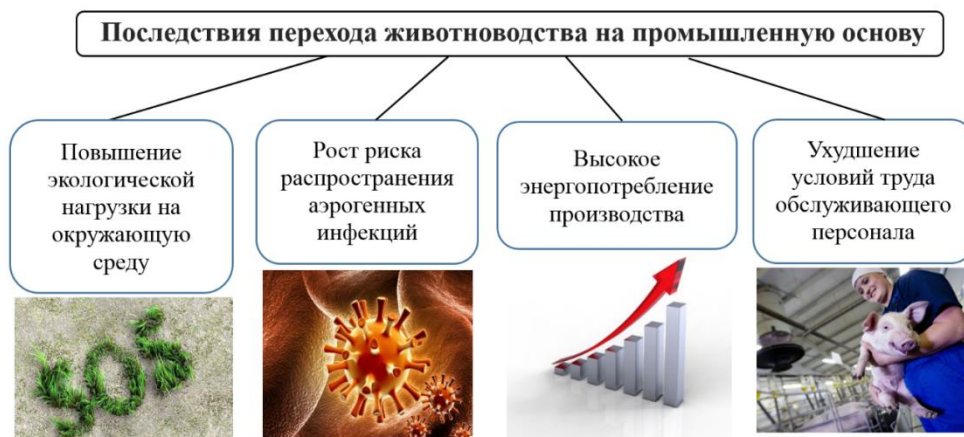 Последствия перехода животноводства на промышленную основу
Повышение
экологической
нагрузки на
окружающую
среду
Рост риска
распространения
аэрогенных
инфекций
Высокое
энергопотребление
производства
Ухудшение
условий труда
обслуживающего
персонала